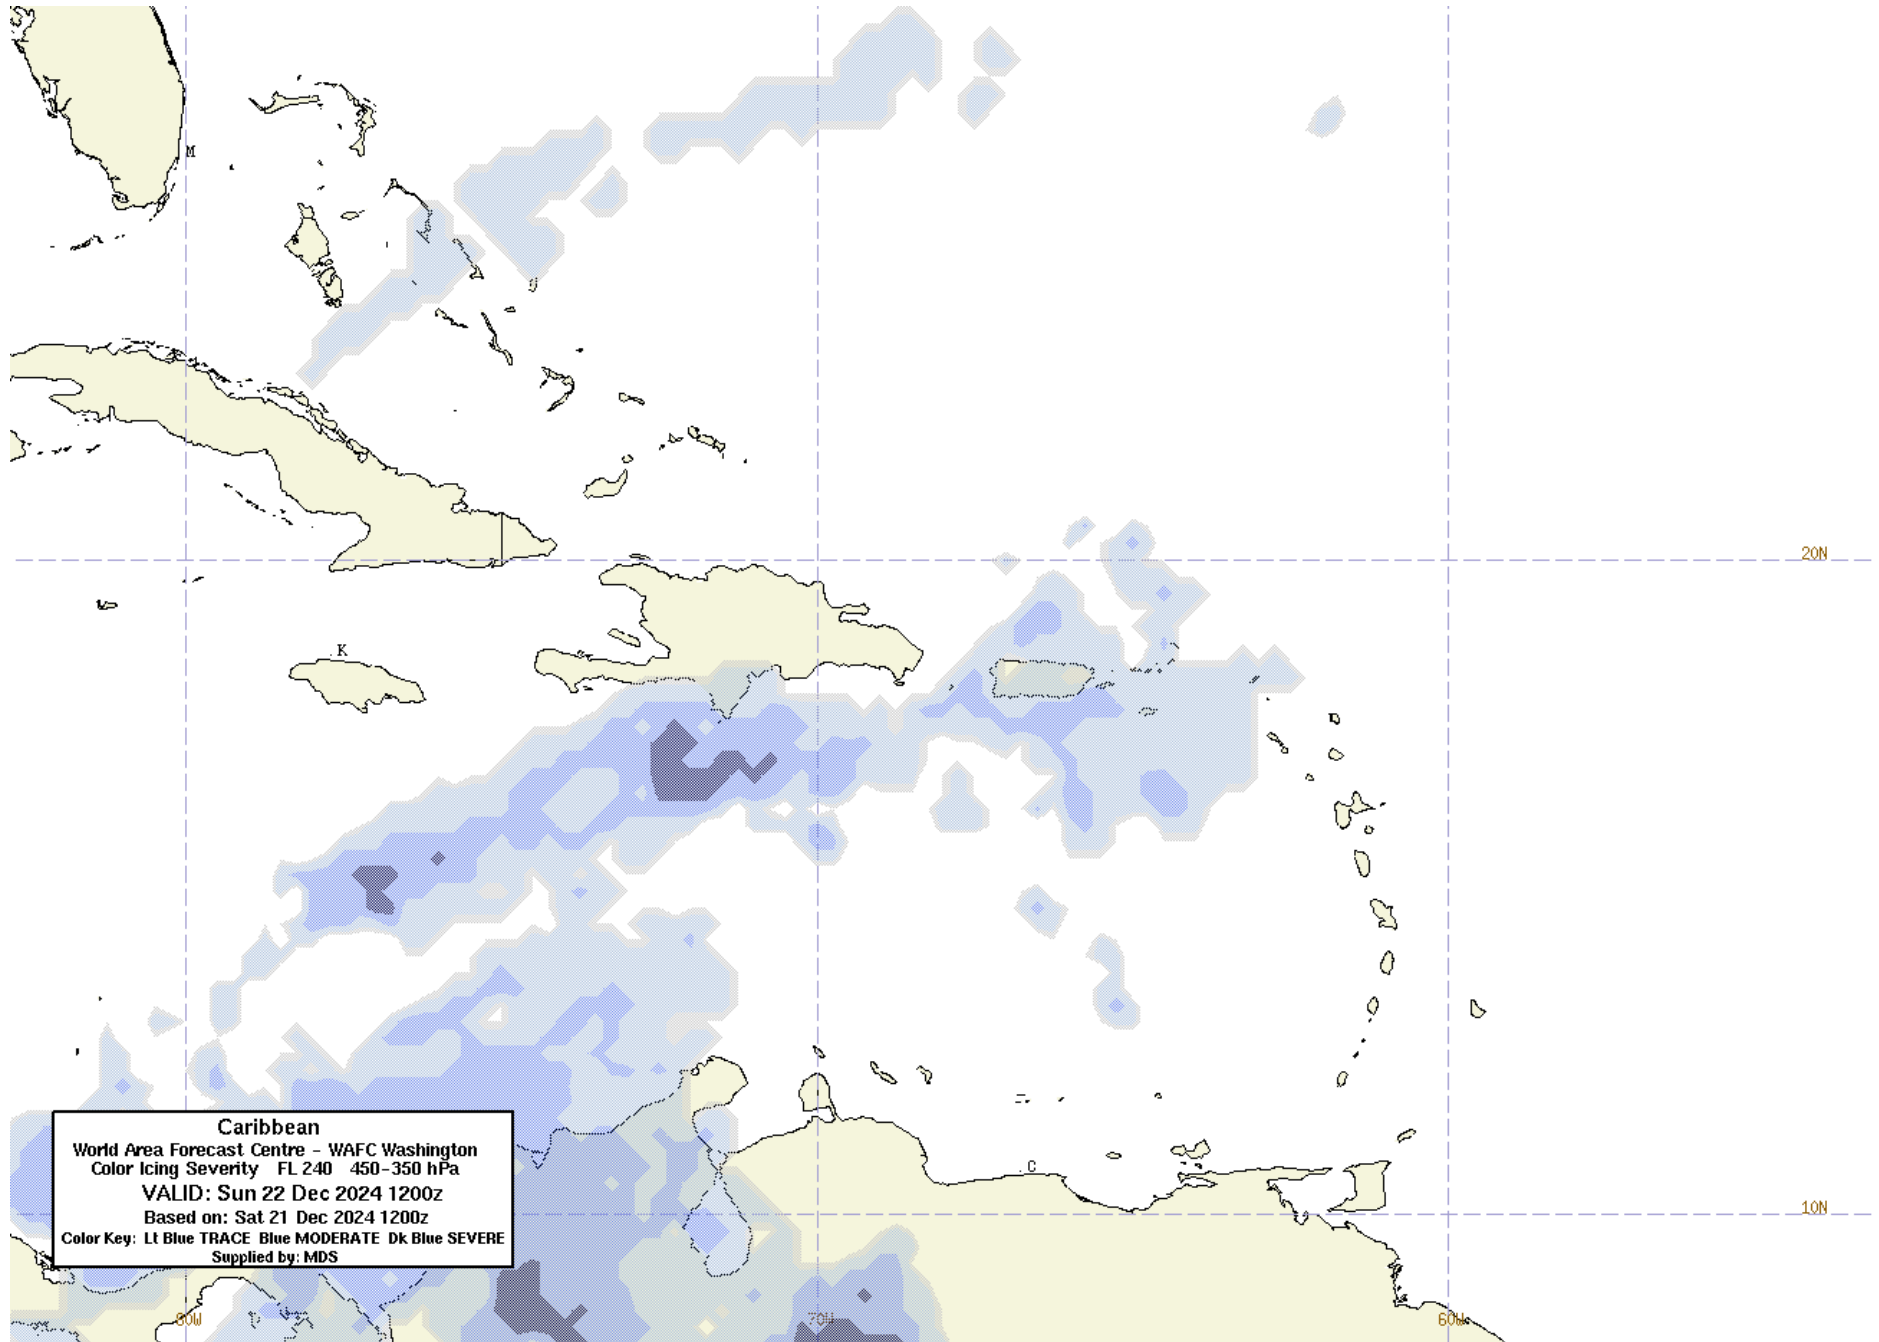 M
20N
K
C
10N
Caribbean
World Area Forecast Centre - WAFC Washington
Color Icing Severity FL 240 450-350 hPa
VALID: Sun 22 Dec 2024 1200z
Based on: Sat 21 Dec 2024 1200z
Color Key: Lt Blue TRACE Blue MODERATE Dk Blue SEVERE
Supplied by: MDS
80W 70W 60W